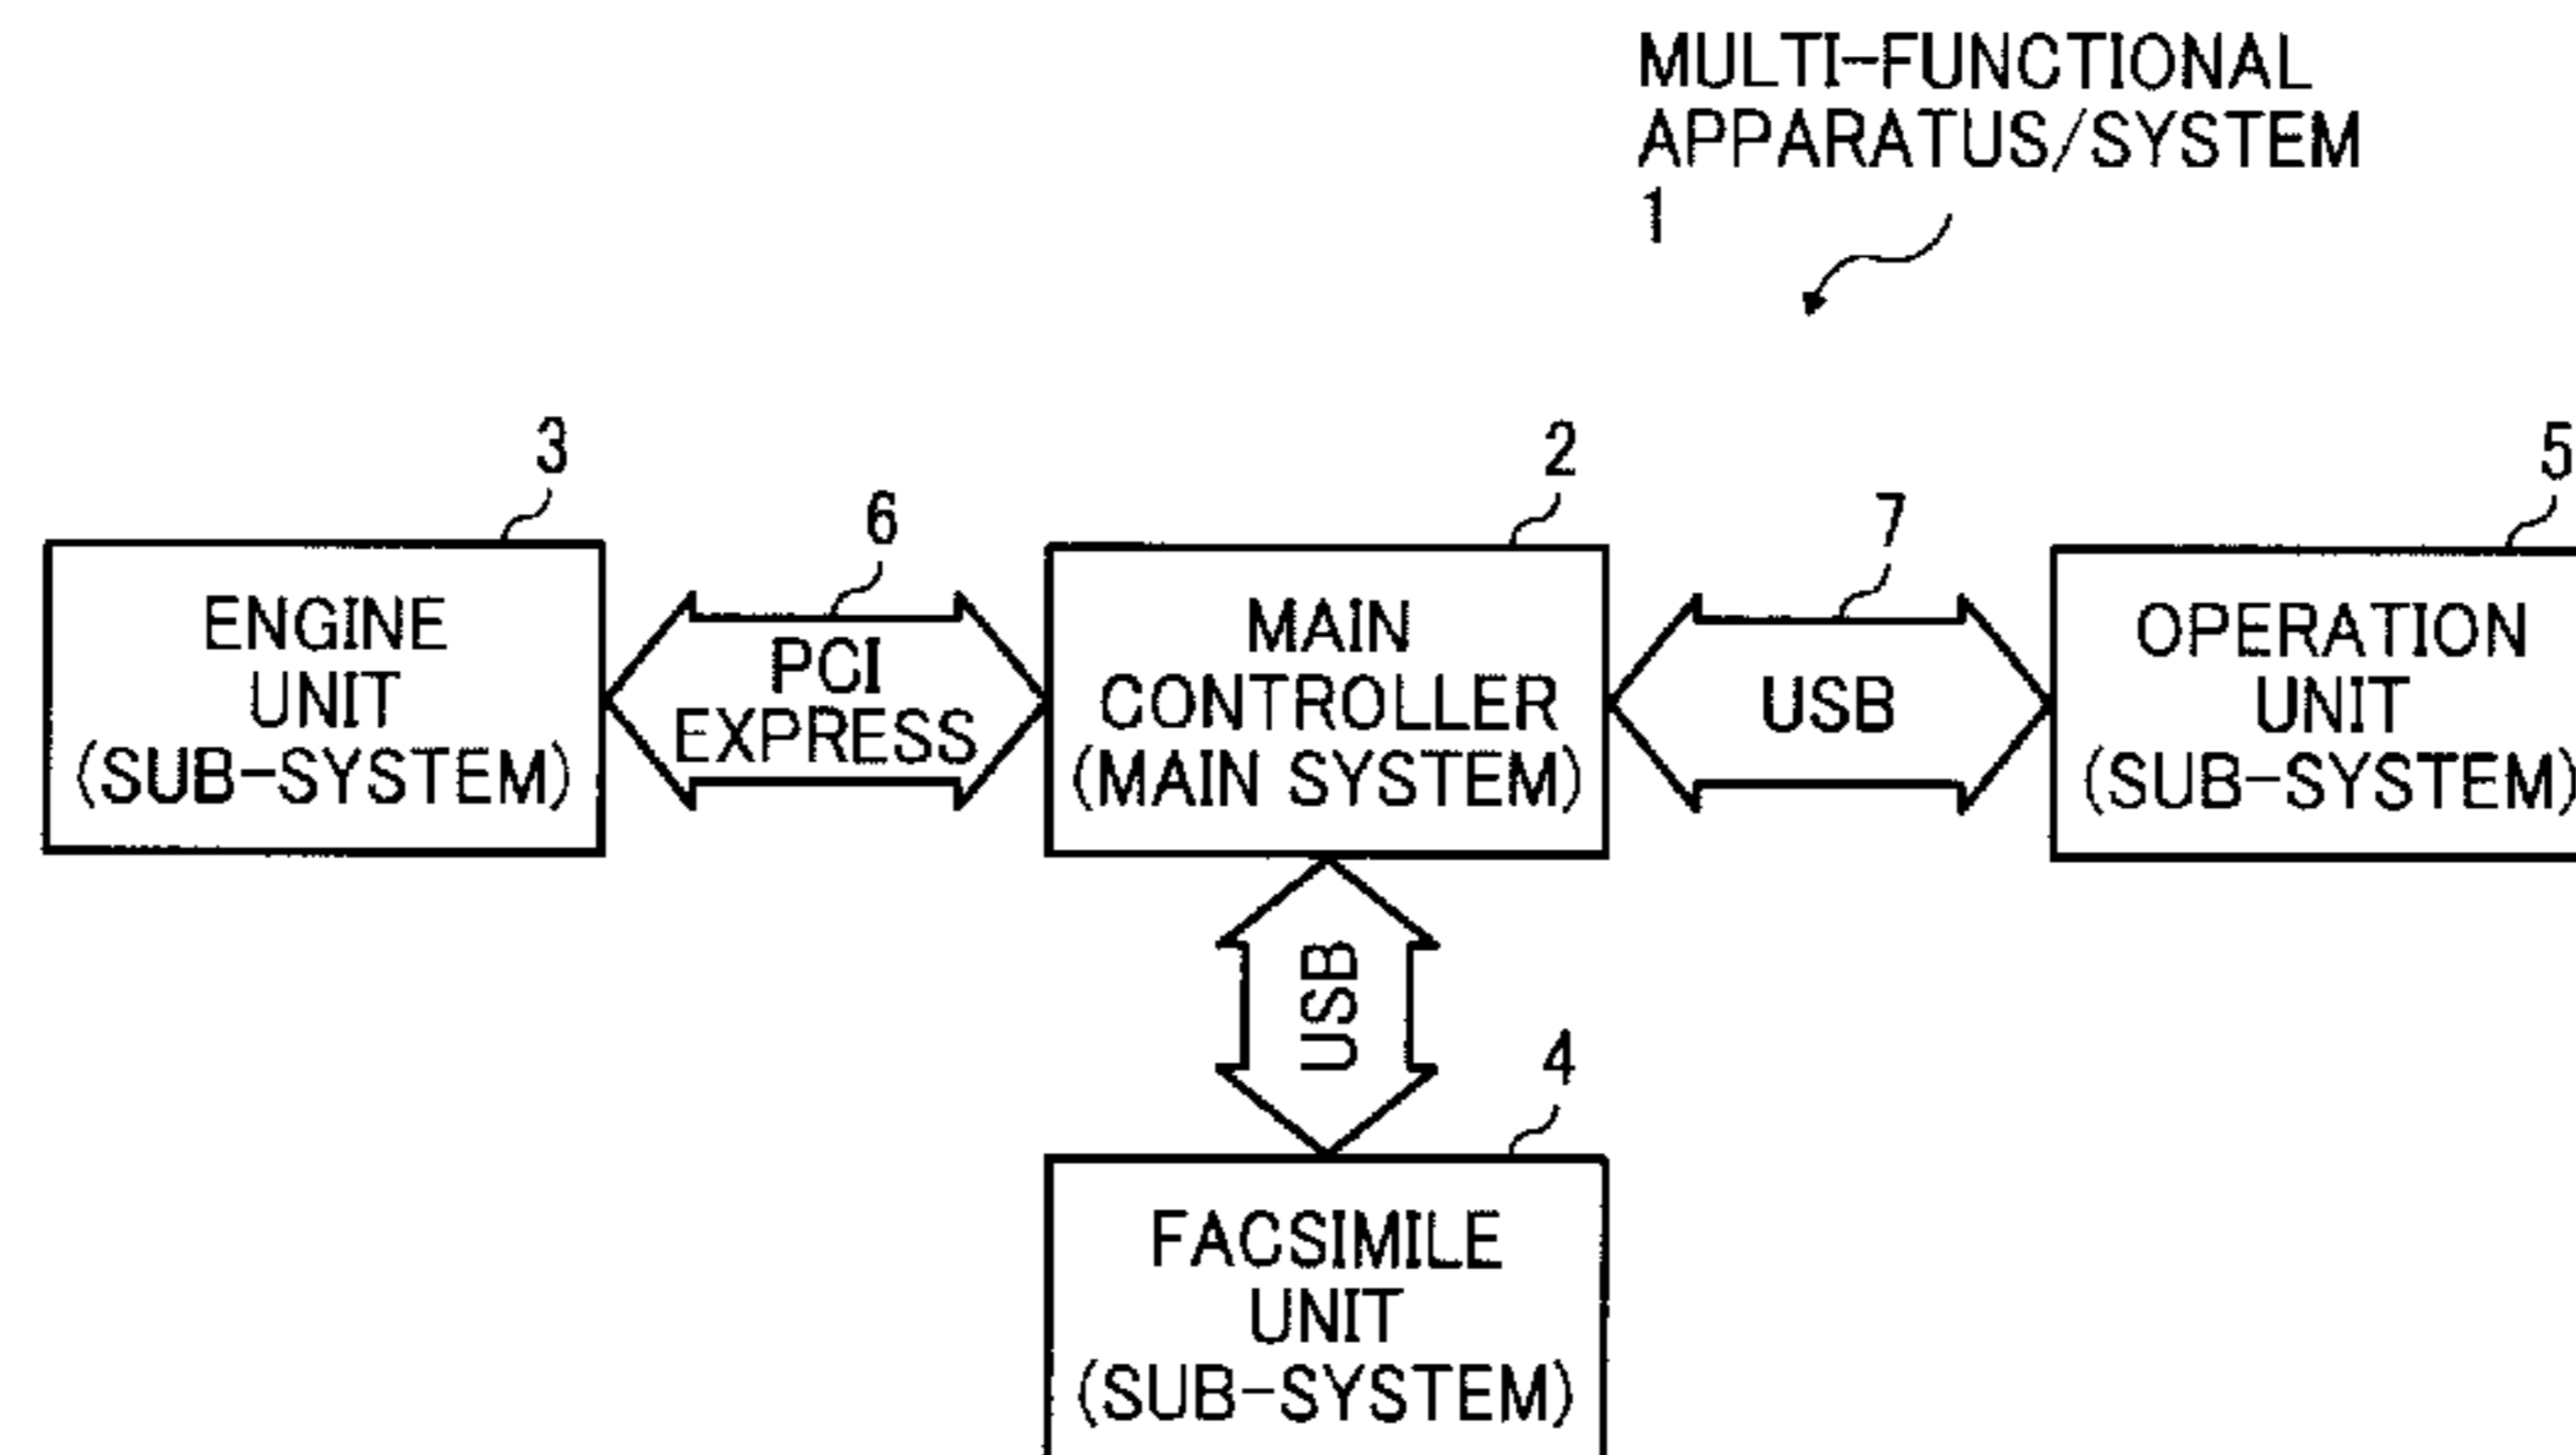 MULTI-FUNCTIONAL
APPARATUS/SYSTEM
1
3
6
2
7
5
ENGINE
UNIT
(SUB-SYSTEM)
PCI
EXPRESS
MAIN
CONTROLLER
(MAIN SYSTEM)
USB
OPERATION
UNIT
(SUB-SYSTEM)
USB
4
FACSIMILE
UNIT
(SUB-SYSTEM)